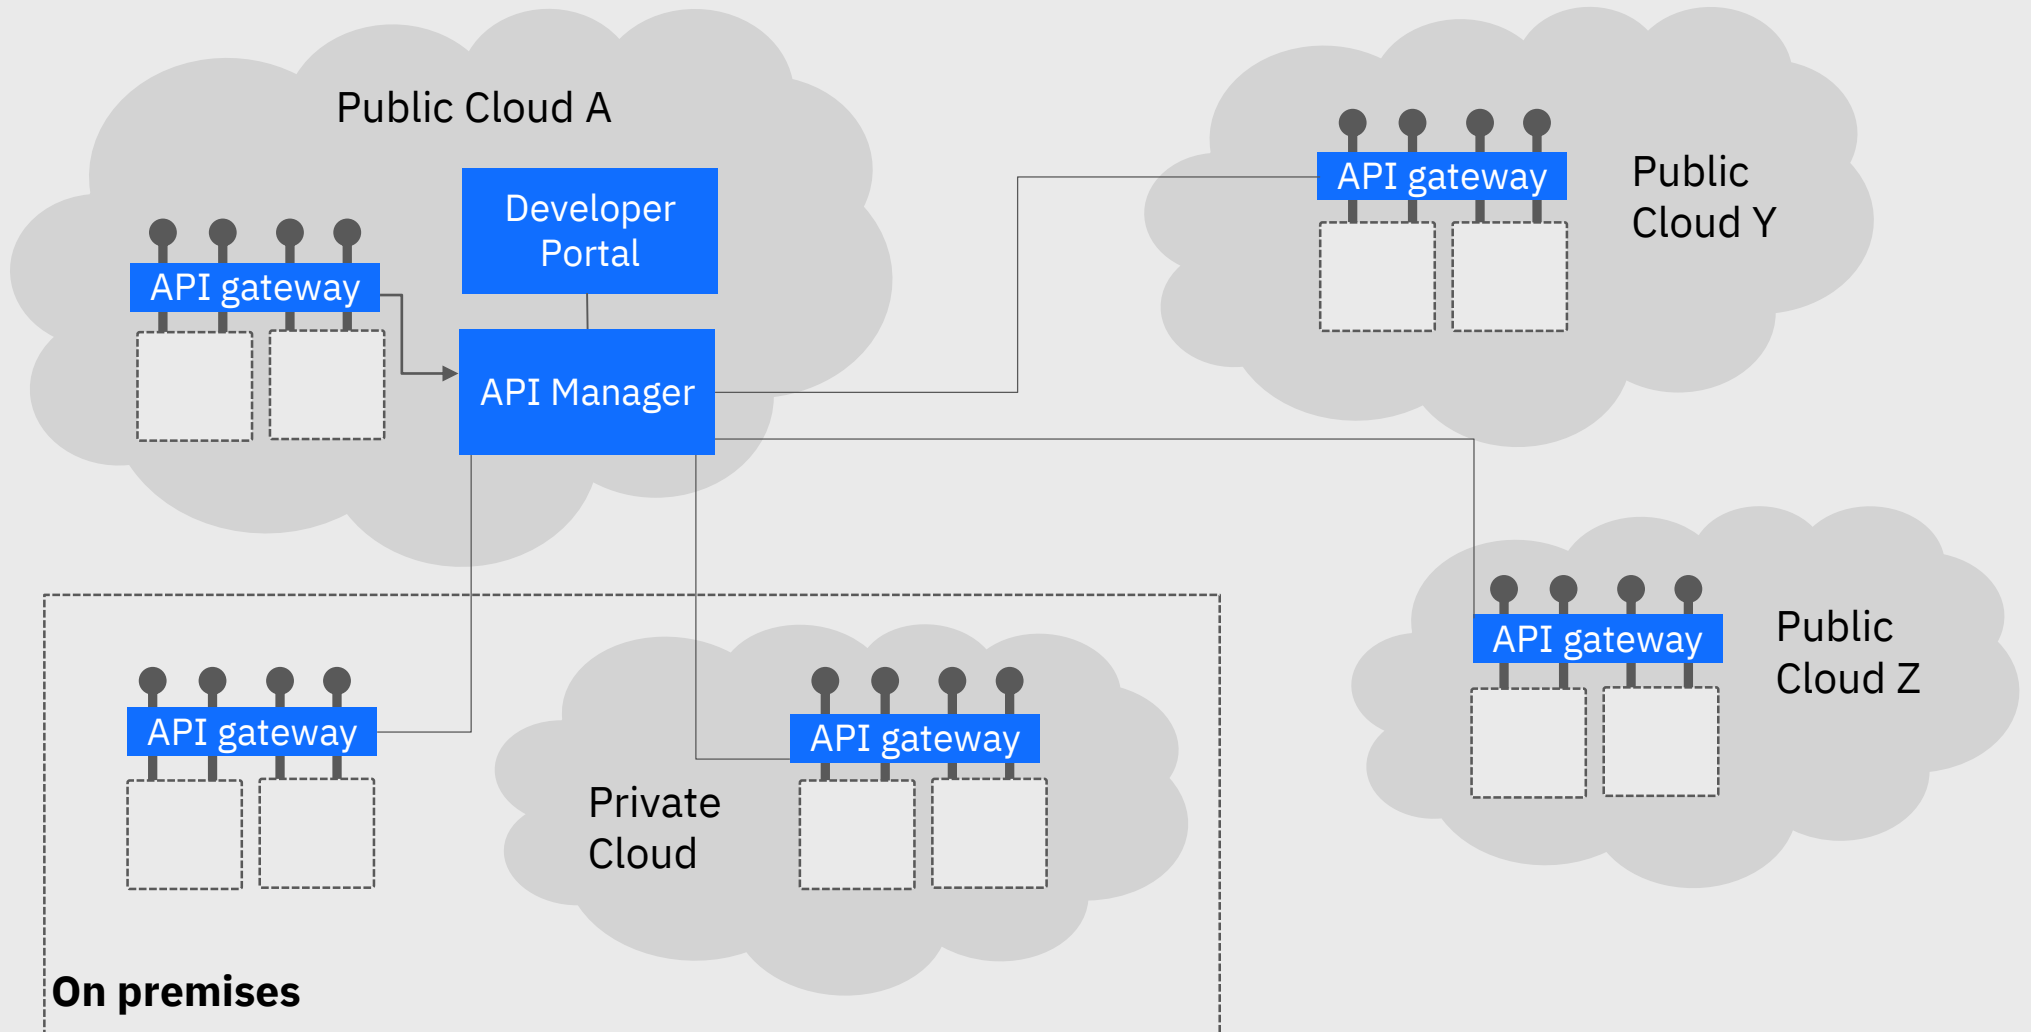 Public Cloud A
Developer
Portal
API gateway
API Manager
API gateway
Public
Cloud Y
API gateway
Public
Cloud Z
API gateway
API gateway
Private
Cloud
On premises